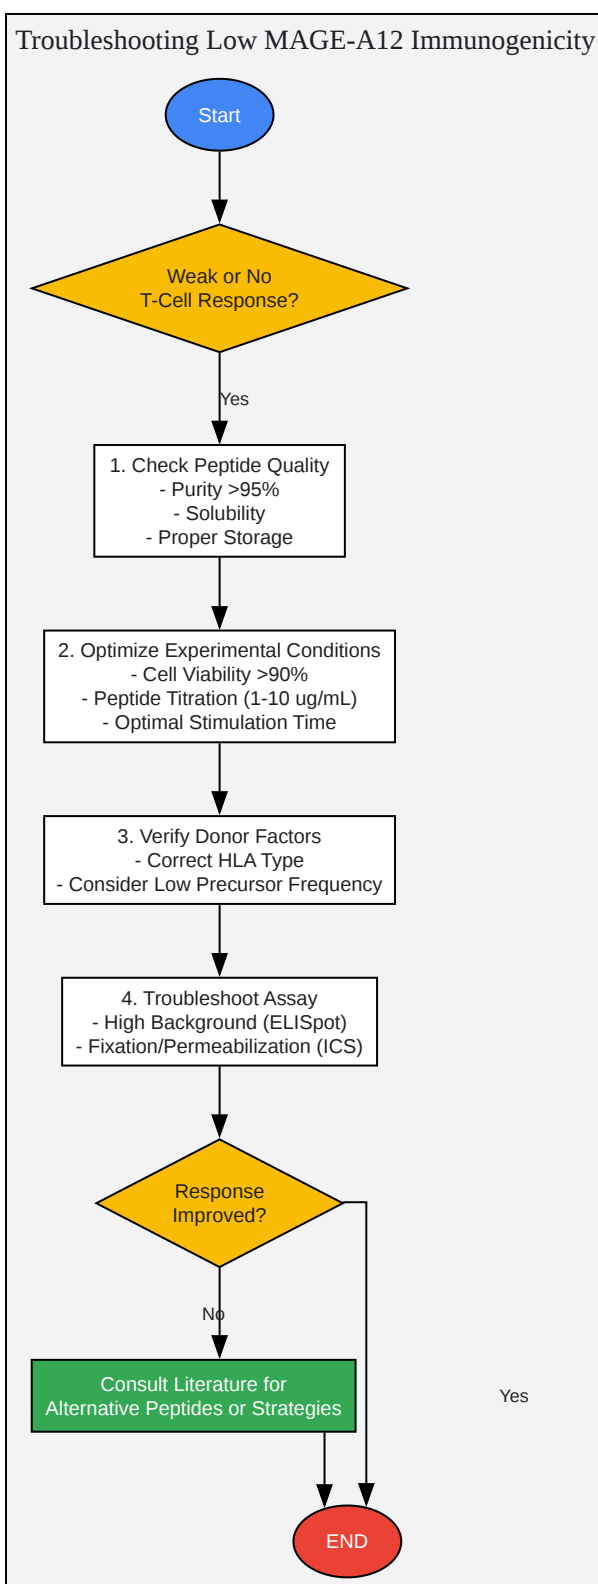 Troubleshooting Low MAGE-A12 Immunogenicity
Start
Weak or No
T-Cell Response?
Yes
1. Check Peptide Quality
- Purity >95%
- Solubility
- Proper Storage
2. Optimize Experimental Conditions
- Cell Viability >90%
- Peptide Titration (1-10 ug/mL)
- Optimal Stimulation Time
3. Verify Donor Factors
- Correct HLA Type
- Consider Low Precursor Frequency
4. Troubleshoot Assay
- High Background (ELISpot)
- Fixation/Permeabilization (ICS)
Response
Improved?
No
Consult Literature for
Alternative Peptides or Strategies
Yes
END